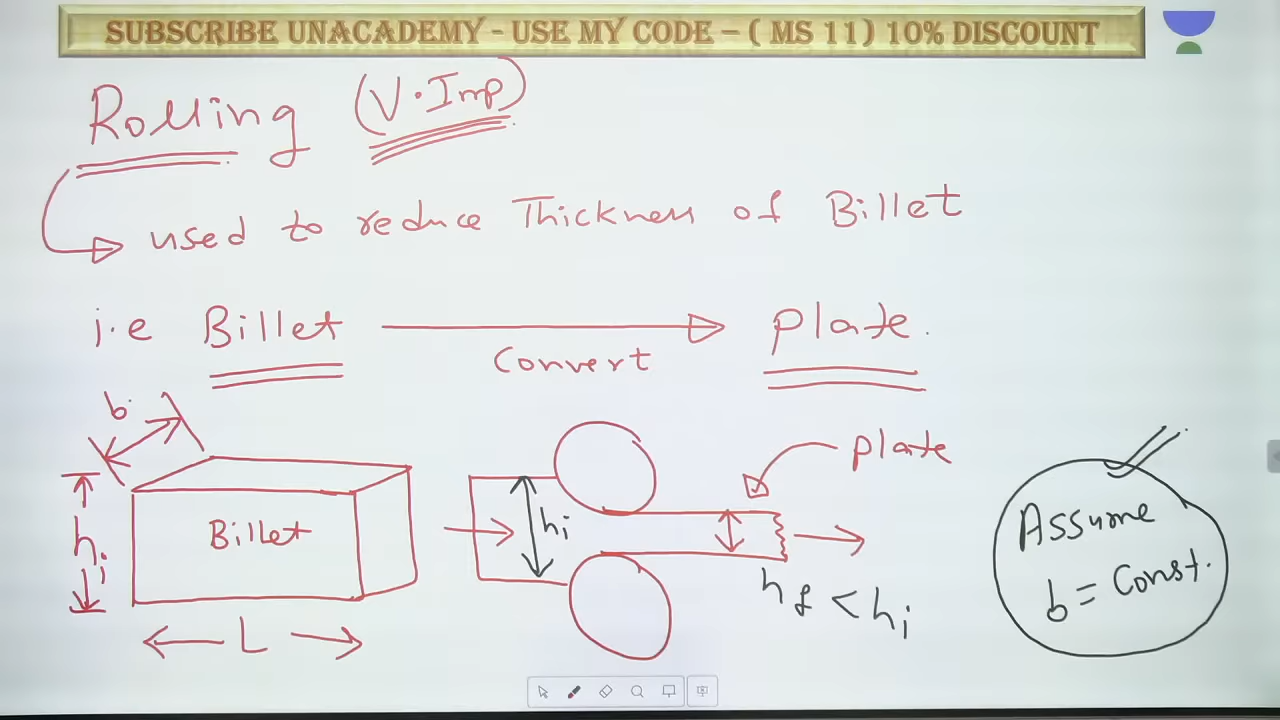 SUBSCRIBE UNACADEMY - USE MY CODE – ( MS 11) 10% DISCOUNT
Rolling (V. Imp)
used to reduce Thickness of Billet
i.e Billet Convert Plate.
b
hi
Billet
L
hi
Plate
hf < hi
Assume
b = Const.